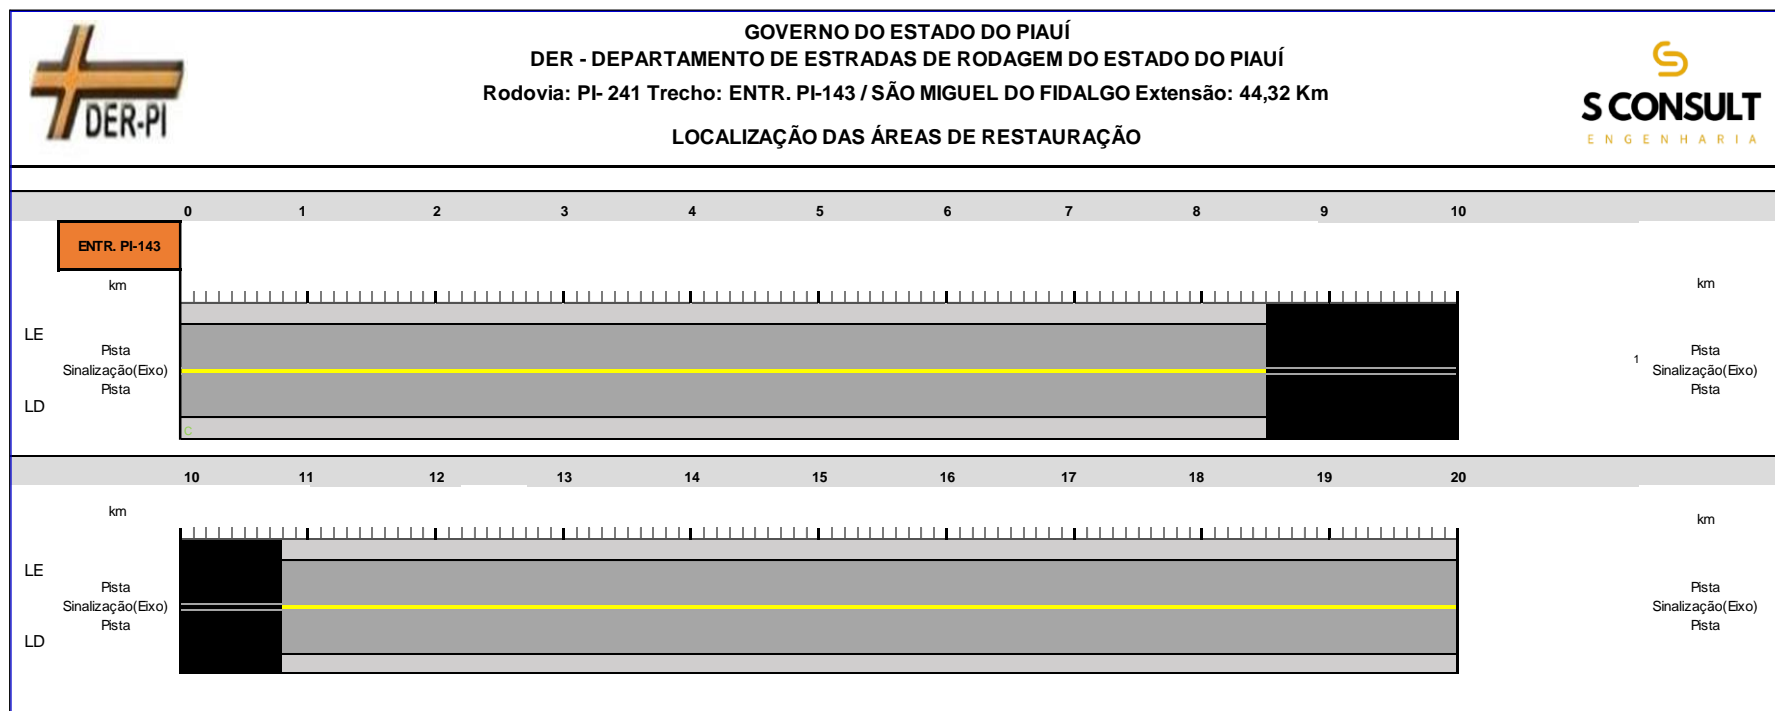 DER-PI
GOVERNO DO ESTADO DO PIAUÍ
DER - DEPARTAMENTO DE ESTRADAS DE RODAGEM DO ESTADO DO PIAUÍ
Rodovia: PI- 241 Trecho: ENTR. PI-143 / SÃO MIGUEL DO FIDALGO Extensão: 44,32 Km
LOCALIZAÇÃO DAS ÁREAS DE RESTAURAÇÃO
S CONSULT
ENGENHARIA
0 1 2 3 4 5 6 7 8 9 10
ENTR. PI-143
km km
LE
Pista Pista
Sinalização(Eixo) 1 Sinalização(Eixo)
Pista Pista
LD
C
10 11 12 13 14 15 16 17 18 19 20
km km
LE
Pista Pista
Sinalização(Eixo) Sinalização(Eixo)
Pista Pista
LD